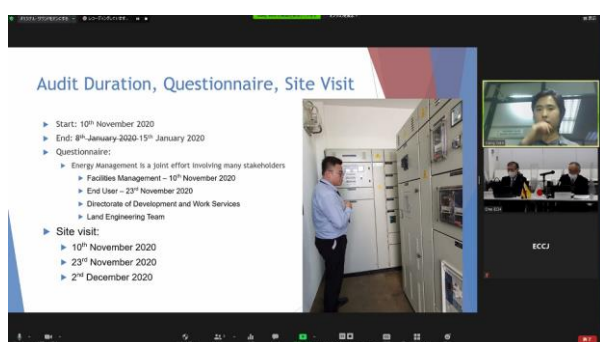 Audit Duration, Questionnaire, Site Visit
Start: 10th November 2020
End: 8th January 2020 15th January 2020
Questionnaire:
Energy Management is a joint effort involving many stakeholders
Facilities Management – 10th November 2020
End User – 23rd November 2020
Directorate of Development and Work Services
Land Engineering Team
Site visit:
10th November 2020
23rd November 2020
2nd December 2020
ECCJ
終了